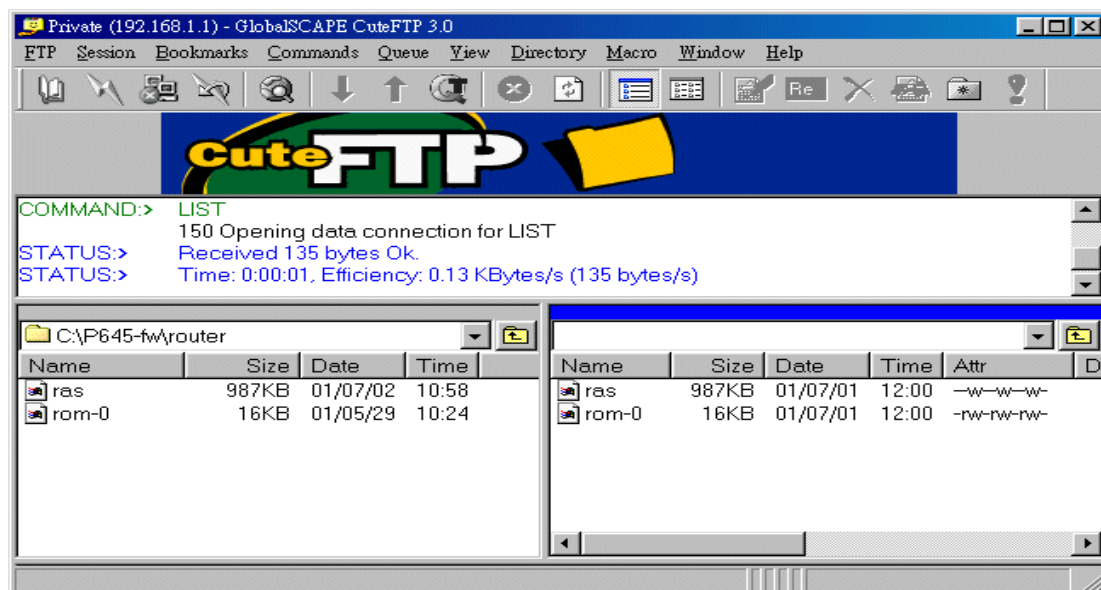 Private (192.168.1.1) - GlobalSCAPE CuteFTP 3.0
FTP Session Bookmarks Commands Queue View Directory Macro Window Help
Re
CuteFTP
COMMAND:> LIST
150 Opening data connection for LIST
STATUS:> Received 135 bytes Ok.
STATUS:> Time: 0:00:01, Efficiency: 0.13 KBytes/s (135 bytes/s)
C:\P645-fw\router
Name Size Date Time
ras 987KB 01/07/02 10:58
rom-0 16KB 01/05/29 10:24
Name Size Date Time Attr D
ras 987KB 01/07/01 12:00 --w--w--w-
rom-0 16KB 01/07/01 12:00 -rw-rw-rw-